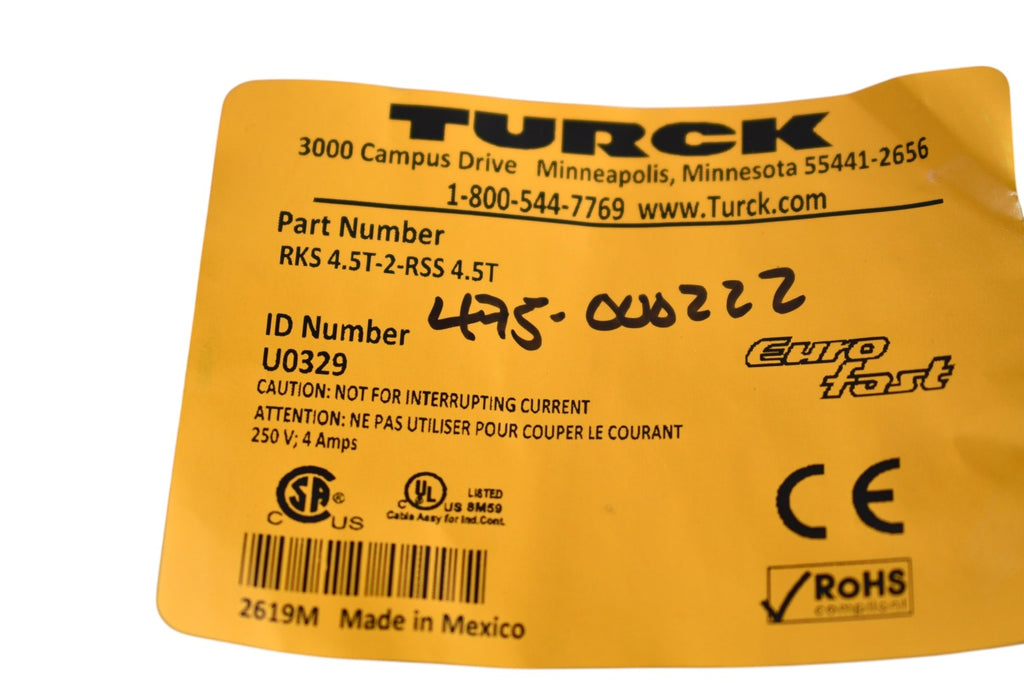 TURCK
3000 Campus Drive Minneapolis, Minnesota 55441-2656
1-800-544-7769 www.Turck.com
Part Number
RKS 4.5T-2-RSS 4.5T
475-000222
ID Number
U0329
Euro
fast
CAUTION: NOT FOR INTERRUPTING CURRENT
ATTENTION: NE PAS UTILISER POUR COUPER LE COURANT
250 V; 4 Amps
C SA ® US
C UL US LISTED 8M59
Cable Assy for Ind.Cont.
CE
RoHS
compliant
2619M Made in Mexico